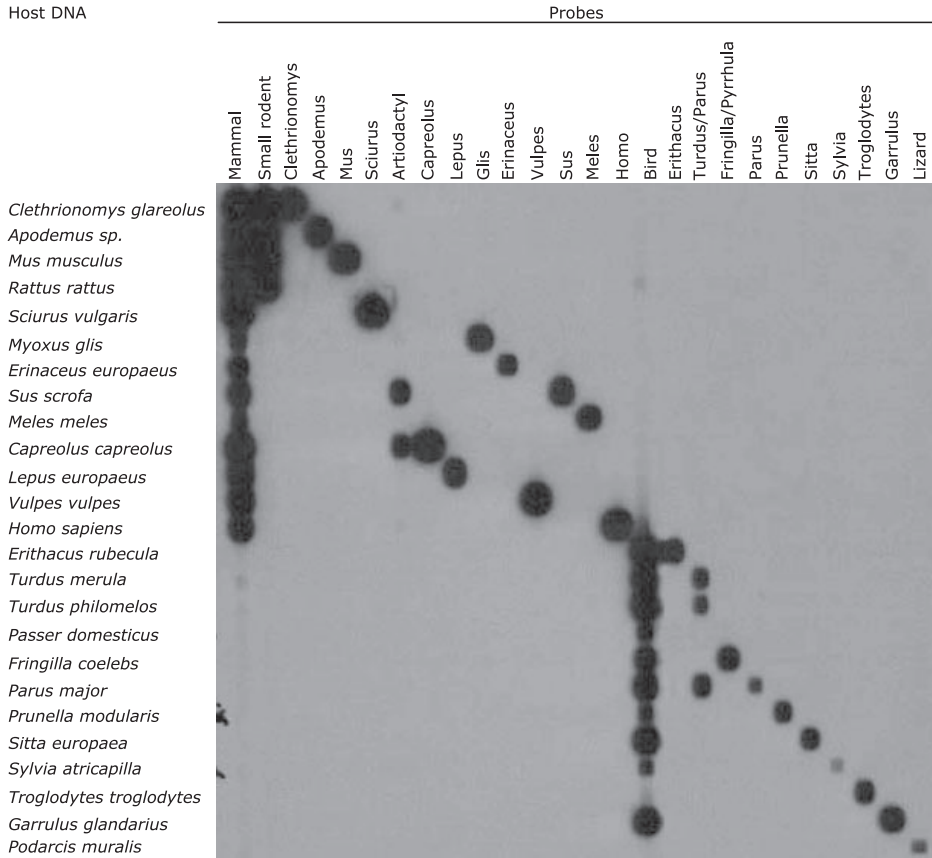 Host DNA
Probes
Mammal
Small rodent
Clethrionomys
Apodemus
Mus
Sciurus
Artiodactyl
Capreolus
Lepus
Glis
Erinaceus
Vulpes
Sus
Meles
Homo
Bird
Erithacus
Turdus/Parus
Fringilla/Pyrrhula
Parus
Prunella
Sitta
Sylvia
Troglodytes
Garrulus
Lizard
Clethrionomys glareolus
Apodemus sp.
Mus musculus
Rattus rattus
Sciurus vulgaris
Myoxus glis
Erinaceus europaeus
Sus scrofa
Meles meles
Capreolus capreolus
Lepus europaeus
Vulpes vulpes
Homo sapiens
Erithacus rubecula
Turdus merula
Turdus philomelos
Passer domesticus
Fringilla coelebs
Parus major
Prunella modularis
Sitta europaea
Sylvia atricapilla
Troglodytes troglodytes
Garrulus glandarius
Podarcis muralis